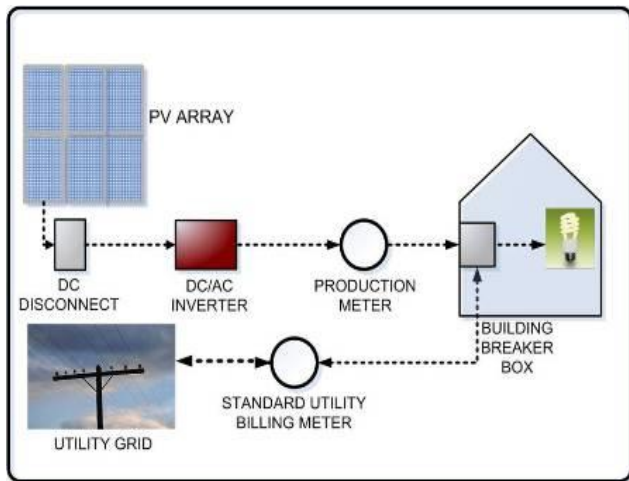 PV ARRAY
DC
DISCONNECT
DC/AC
INVERTER
PRODUCTION
METER
BUILDING
BREAKER
BOX
STANDARD UTILITY
BILLING METER
UTILITY GRID